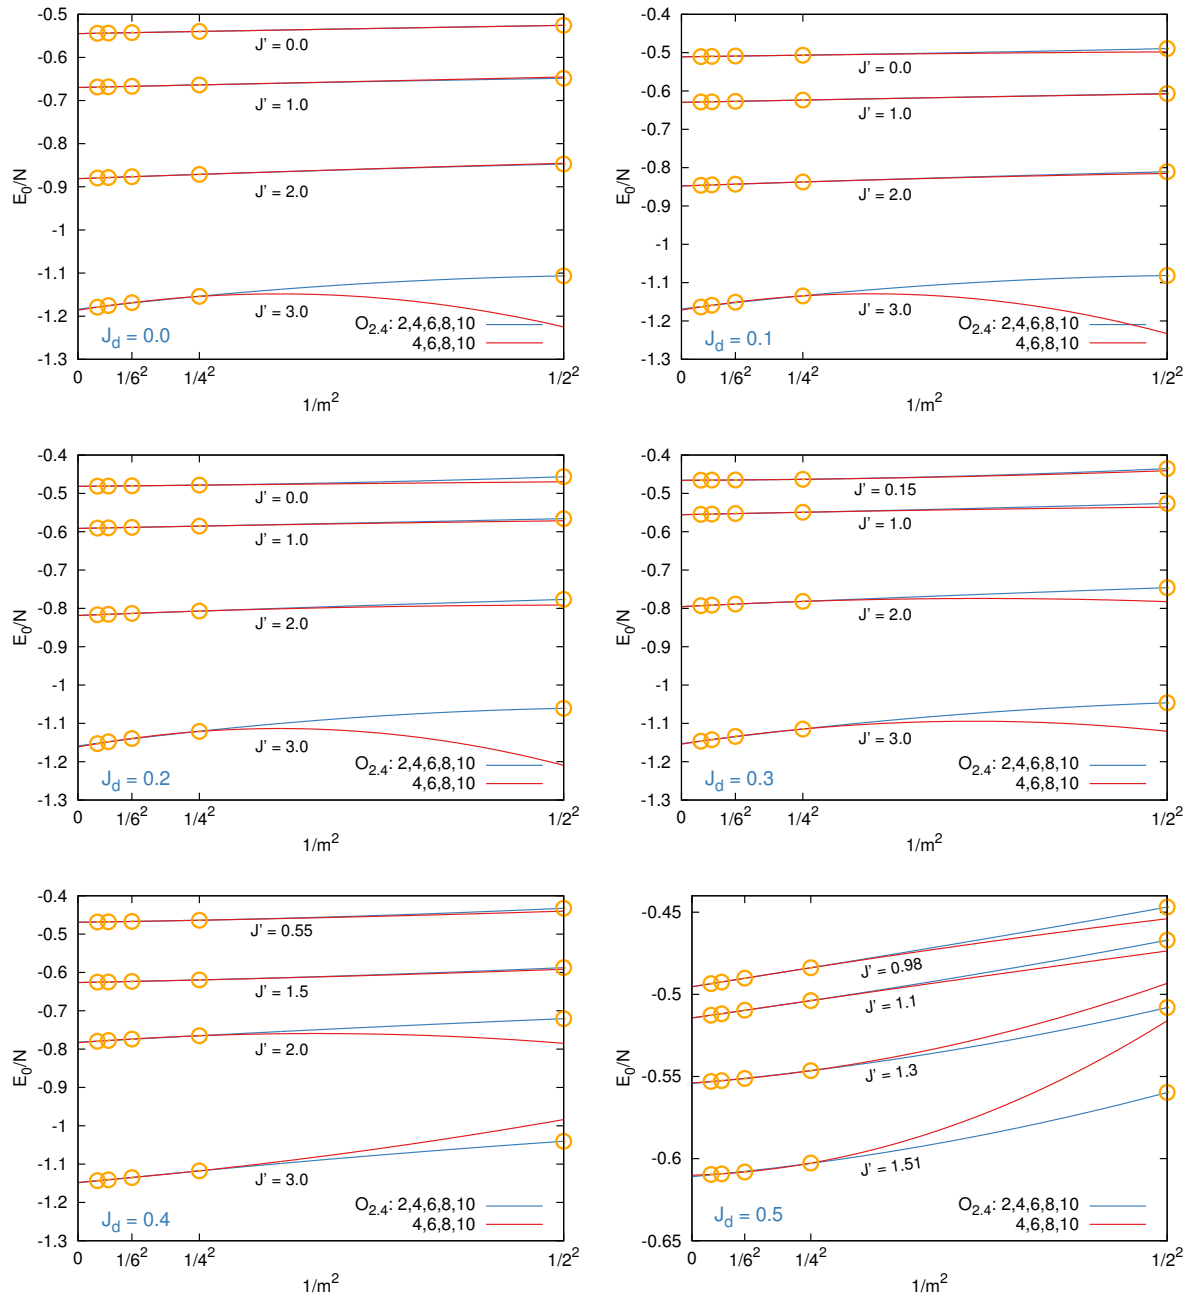 -0.5
-0.6
-0.7
-0.8
-0.9
-1
-1.1
-1.2
-1.3
E₀/N
J' = 0.0
J' = 1.0
J' = 2.0
J' = 3.0
O₂.₄: 2,4,6,8,10
4,6,8,10
J_d = 0.0
0 1/6² 1/4² 1/2²
1/m²
-0.4
-0.5
-0.6
-0.7
-0.8
-0.9
-1
-1.1
-1.2
-1.3
E₀/N
J' = 0.0
J' = 1.0
J' = 2.0
J' = 3.0
O₂.₄: 2,4,6,8,10
4,6,8,10
J_d = 0.1
0 1/6² 1/4² 1/2²
1/m²
-0.4
-0.5
-0.6
-0.7
-0.8
-0.9
-1
-1.1
-1.2
-1.3
E₀/N
J' = 0.0
J' = 1.0
J' = 2.0
J' = 3.0
O₂.₄: 2,4,6,8,10
4,6,8,10
J_d = 0.2
0 1/6² 1/4² 1/2²
1/m²
-0.4
-0.5
-0.6
-0.7
-0.8
-0.9
-1
-1.1
-1.2
-1.3
E₀/N
J' = 0.15
J' = 1.0
J' = 2.0
J' = 3.0
O₂.₄: 2,4,6,8,10
4,6,8,10
J_d = 0.3
0 1/6² 1/4² 1/2²
1/m²
-0.4
-0.5
-0.6
-0.7
-0.8
-0.9
-1
-1.1
-1.2
-1.3
E₀/N
J' = 0.55
J' = 1.5
J' = 2.0
J' = 3.0
O₂.₄: 2,4,6,8,10
4,6,8,10
J_d = 0.4
0 1/6² 1/4² 1/2²
1/m²
-0.45
-0.5
-0.55
-0.6
-0.65
E₀/N
J' = 0.98
J' = 1.1
J' = 1.3
J' = 1.51
O₂.₄: 2,4,6,8,10
4,6,8,10
J_d = 0.5
0 1/6² 1/4² 1/2²
1/m²